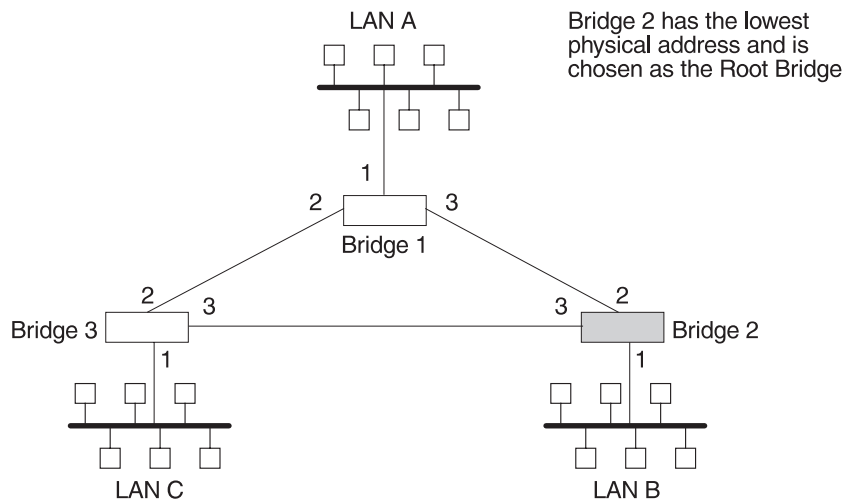 LAN A
Bridge 2 has the lowest
physical address and is
chosen as the Root Bridge
1
2
3
Bridge 1
2
3
3
2
Bridge 3
Bridge 2
1
1
LAN C
LAN B